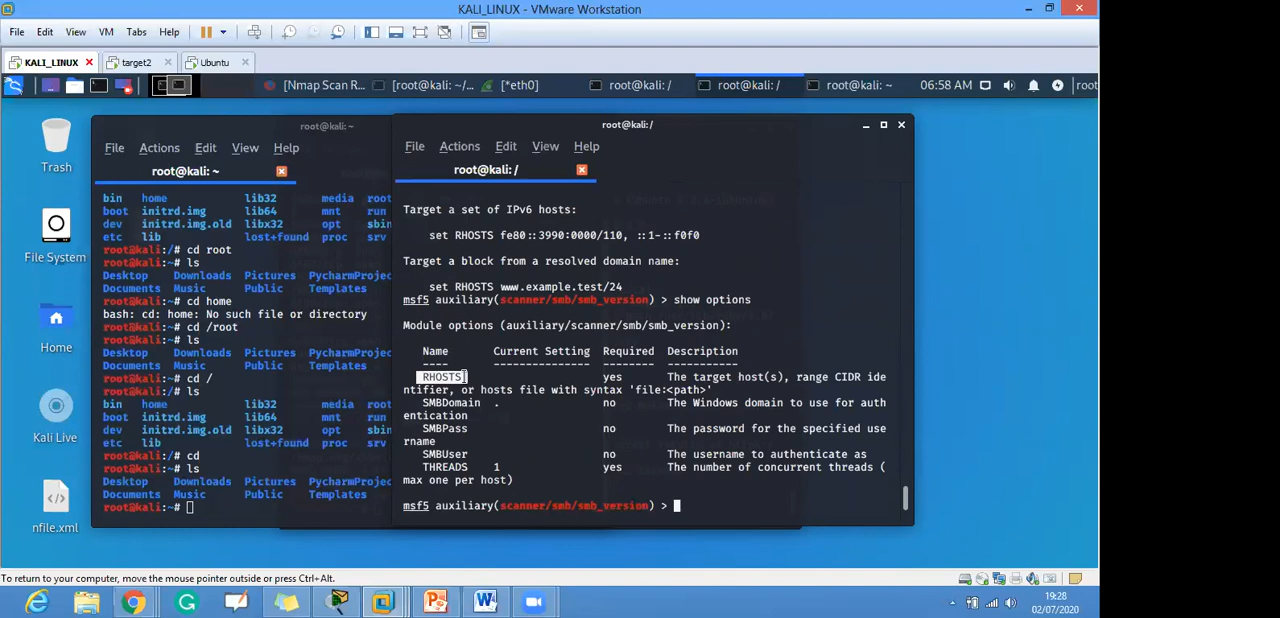 KALI_LINUX - VMware Workstation
File Edit View VM Tabs Help
KALI_LINUX target2 Ubuntu
[Nmap Scan R... [root@kali: ~/... [*eth0] root@kali: / root@kali: / root@kali: ~ 06:58 AM root
Trash
File System
Home
Kali Live
nfile.xml
root@kali: ~
File Actions Edit View Help
root@kali: ~
bin home lib32 media root
boot initrd.img lib64 mnt run
dev initrd.img.old libx32 opt sbin
etc lib lost+found proc srv
root@kali:/# cd root
root@kali:~# ls
Desktop Downloads Pictures PycharmProjec
Documents Music Public Templates
root@kali:~# cd home
bash: cd: home: No such file or directory
root@kali:~# cd /root
root@kali:~# ls
Desktop Downloads Pictures PycharmProjec
Documents Music Public Templates
root@kali:~# cd /
root@kali:/# ls
bin home lib32 media root
boot initrd.img lib64 mnt run
dev initrd.img.old libx32 opt sbin
etc lib lost+found proc srv
root@kali:/# cd
root@kali:~# ls
Desktop Downloads Pictures PycharmProjec
Documents Music Public Templates
root@kali:~#
root@kali:/
File Actions Edit View Help
root@kali: /
Target a set of IPv6 hosts:
set RHOSTS fe80::3990:0000/110, ::1-::f0f0
Target a block from a resolved domain name:
set RHOSTS www.example.test/24
msf5 auxiliary(scanner/smb/smb_version) > show options
Module options (auxiliary/scanner/smb/smb_version):
Name Current Setting Required Description
---- --------------- -------- -----------
RHOSTS yes The target host(s), range CIDR ide
ntifier, or hosts file with syntax 'file:<path>'
SMBDomain . no The Windows domain to use for auth
entication
SMBPass no The password for the specified use
rname
SMBUser no The username to authenticate as
THREADS 1 yes The number of concurrent threads (
max one per host)
msf5 auxiliary(scanner/smb/smb_version) >
To return to your computer, move the mouse pointer outside or press Ctrl+Alt.
19:28
02/07/2020